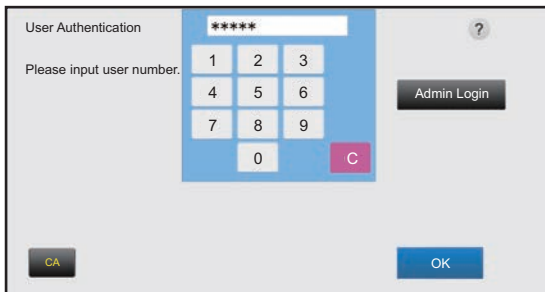 User Authentication
*****
?
Please input user number.
1 2 3
4 5 6
Admin Login
7 8 9
0 C
CA
OK